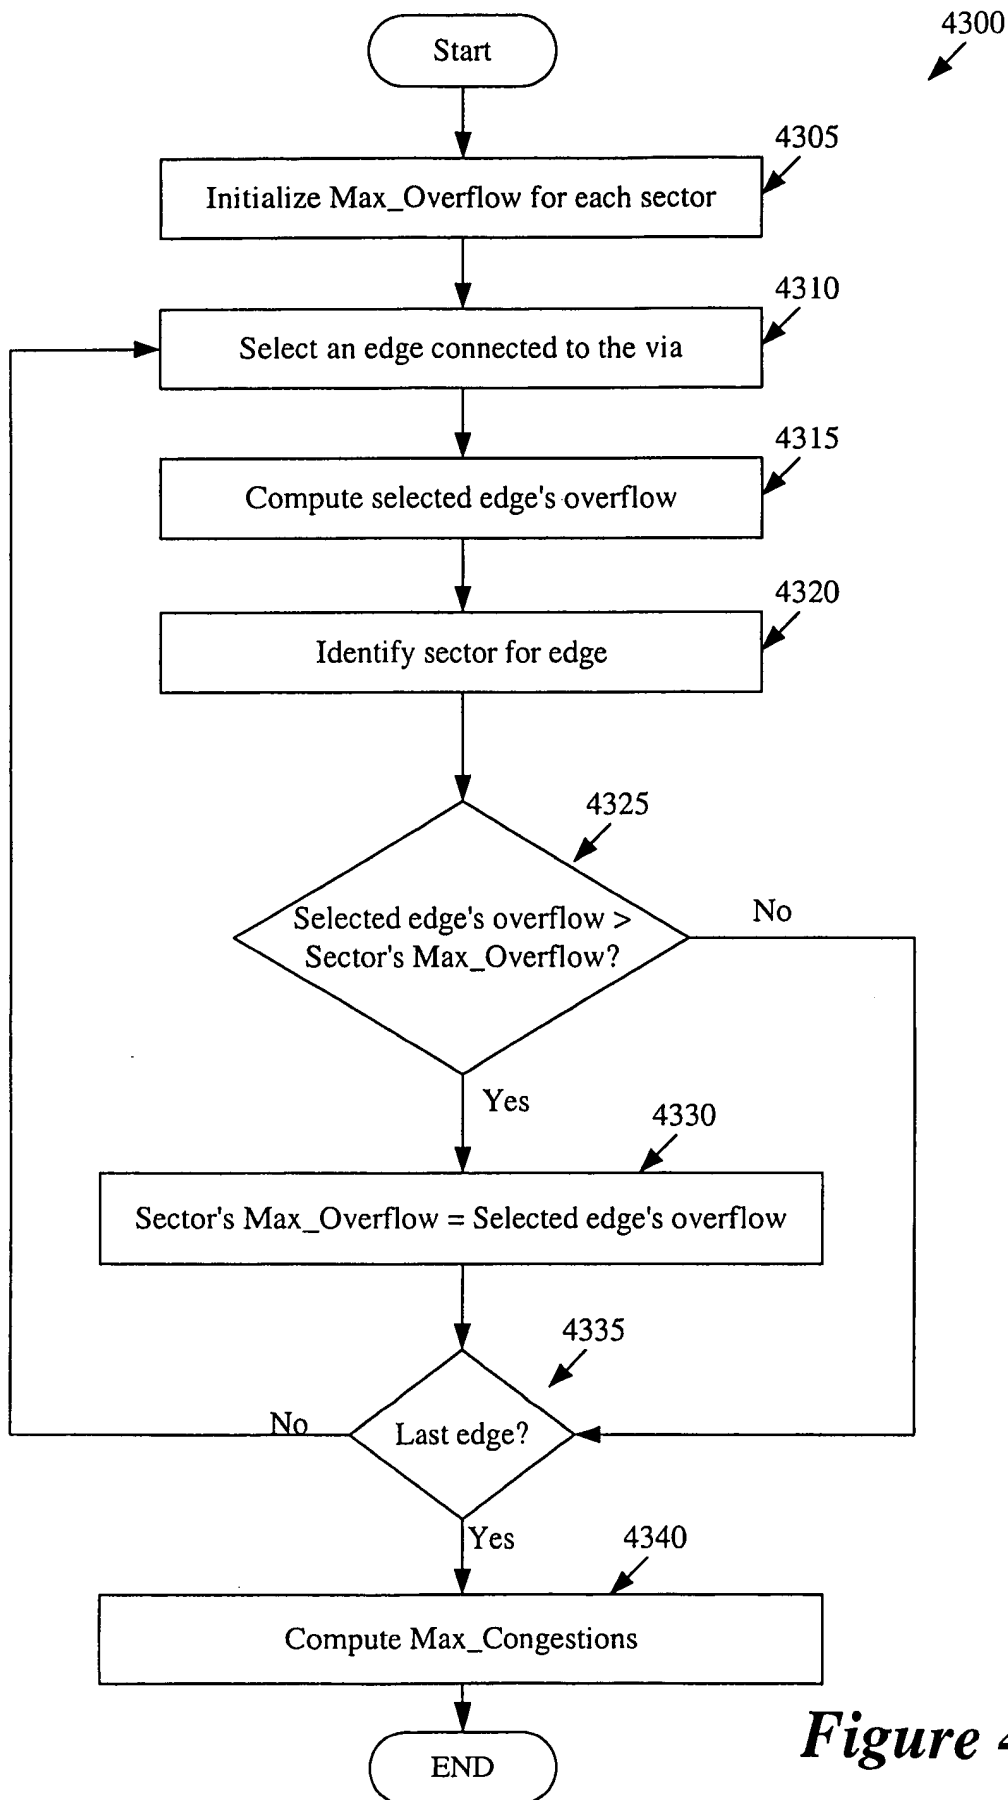 4300
Start
4305
Initialize Max_Overflow for each sector
4310
Select an edge connected to the via
4315
Compute selected edge's overflow
4320
Identify sector for edge
4325
Selected edge's overflow >
Sector's Max_Overflow?
No
Yes
4330
Sector's Max_Overflow = Selected edge's overflow
4335
Last edge?
No
Yes
4340
Compute Max_Congestions
END
Figure